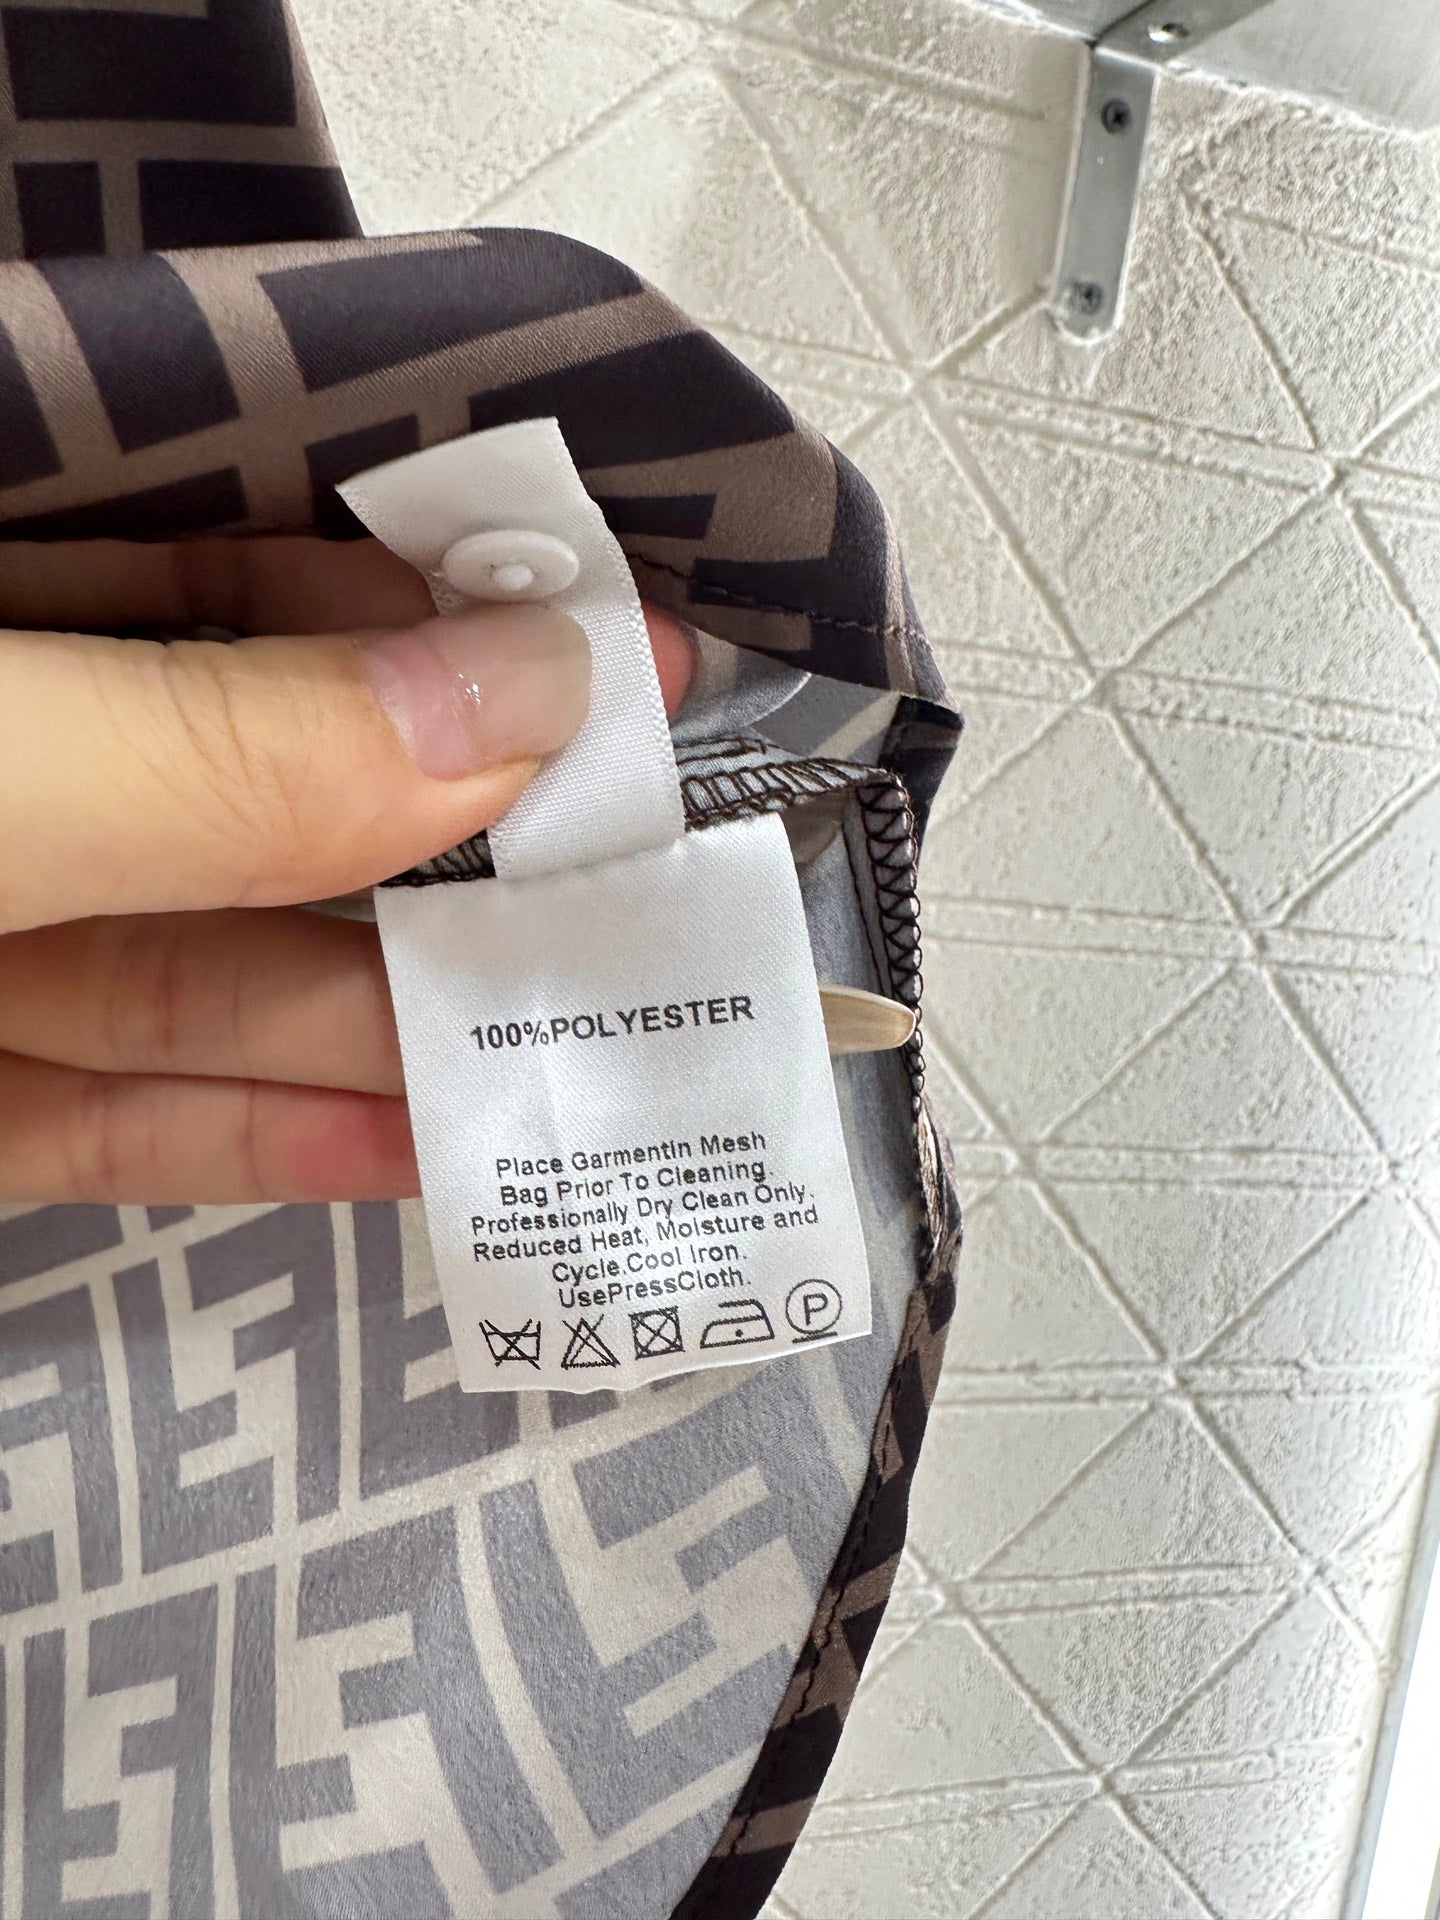 100%POLYESTER
Place Garmentin Mesh
Bag Prior To Cleaning.
Professionally Dry Clean Only.
Reduced Heat, Moisture and
Cycle.Cool Iron.
UsePressCloth.
P